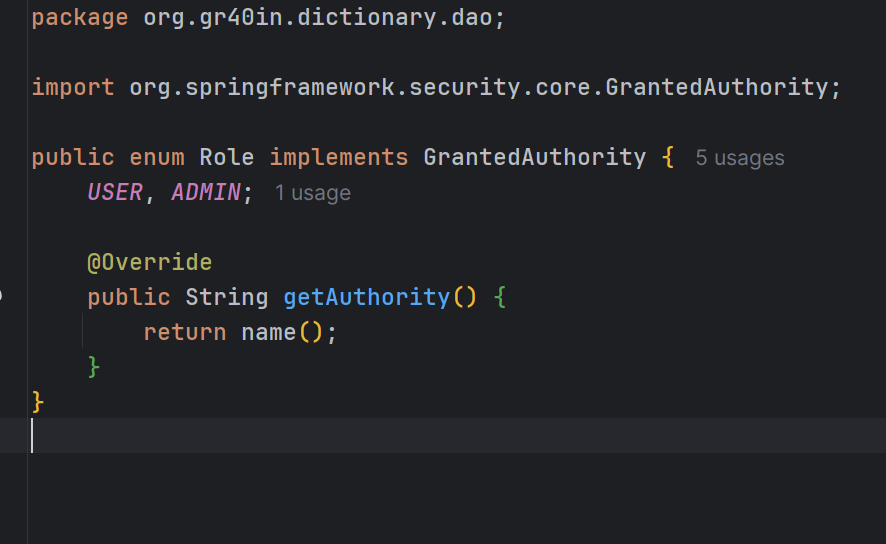 package org.gr40in.dictionary.dao;
import org.springframework.security.core.GrantedAuthority;
public enum Role implements GrantedAuthority { 5 usages
USER, ADMIN; 1 usage
@Override
public String getAuthority() {
return name();
}
}